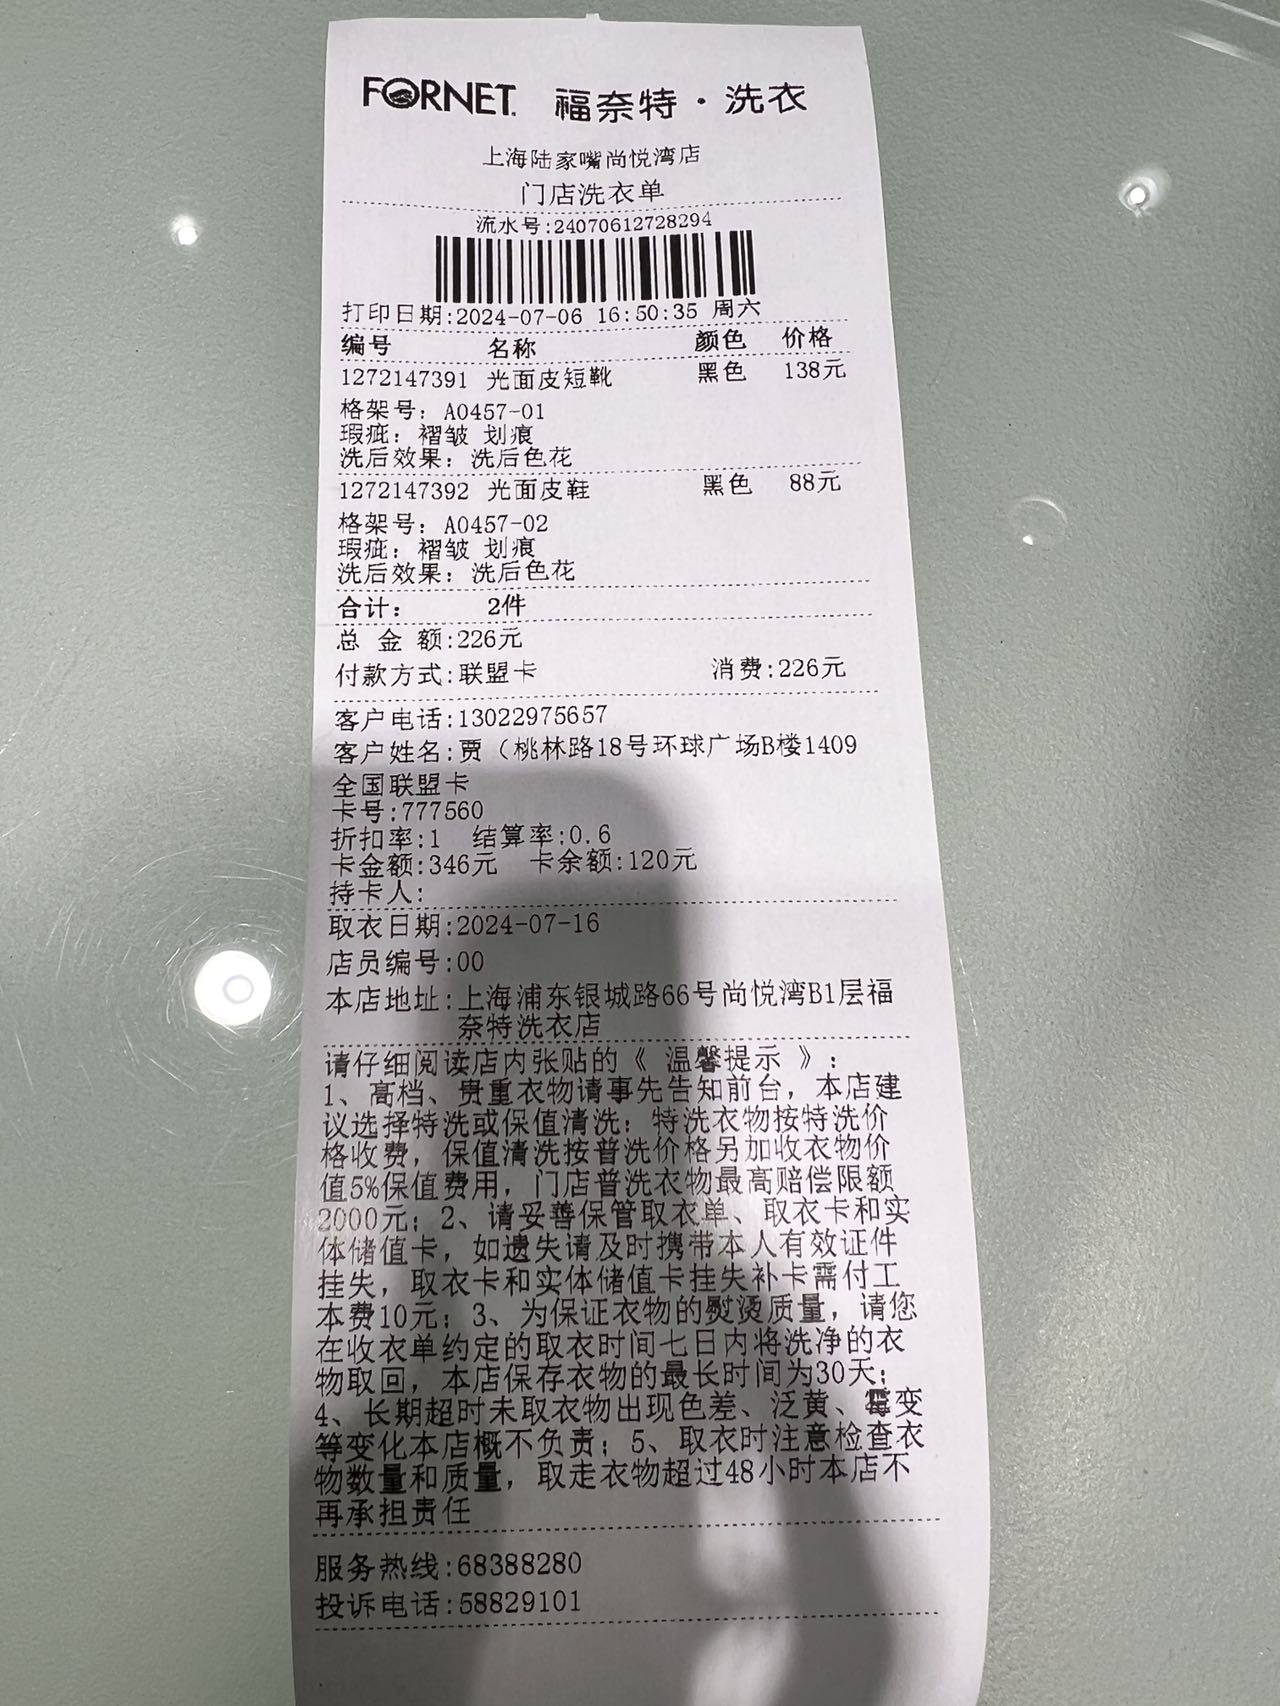 FORNET 福奈特·洗衣
上海陆家嘴尚悦湾店
门店洗衣单
流水号:24070612728294
打印日期:2024-07-06 16:50:35 周六
编号 名称 颜色 价格
1272147391 光面皮短靴 黑色 138元
格架号: A0457-01
瑕疵: 褶皱 划痕
洗后效果: 洗后色花
1272147392 光面皮鞋 黑色 88元
格架号: A0457-02
瑕疵: 褶皱 划痕
洗后效果: 洗后色花
合计: 2件
总 金 额:226元
付款方式:联盟卡 消费:226元
客户电话:13022975657
客户姓名:贾（桃林路18号环球广场B楼1409
全国联盟卡
卡号:777560
折扣率:1 结算率:0.6
卡金额:346元 卡余额:120元
持卡人:
取衣日期:2024-07-16
店员编号:00
本店地址:上海浦东银城路66号尚悦湾B1层福
奈特洗衣店
请仔细阅读店内张贴的《 温馨提示 》:
1、高档、贵重衣物请事先告知前台，本店建
议选择特洗或保值清洗；特洗衣物按特洗价
格收费，保值清洗按普洗价格另加收衣物价
值5%保值费用，门店普洗衣物最高赔偿限额
2000元；2、请妥善保管取衣单、取衣卡和实
体储值卡，如遗失请及时携带本人有效证件
挂失，取衣卡和实体储值卡挂失补卡需付工
本费10元；3、为保证衣物的熨烫质量，请您
在收衣单约定的取衣时间七日内将洗净的衣
物取回，本店保存衣物的最长时间为30天；
4、长期超时未取衣物出现色差、泛黄、霉变
等变化本店概不负责；5、取衣时注意检查衣
物数量和质量，取走衣物超过48小时本店不
再承担责任
服务热线:68388280
投诉电话:58829101